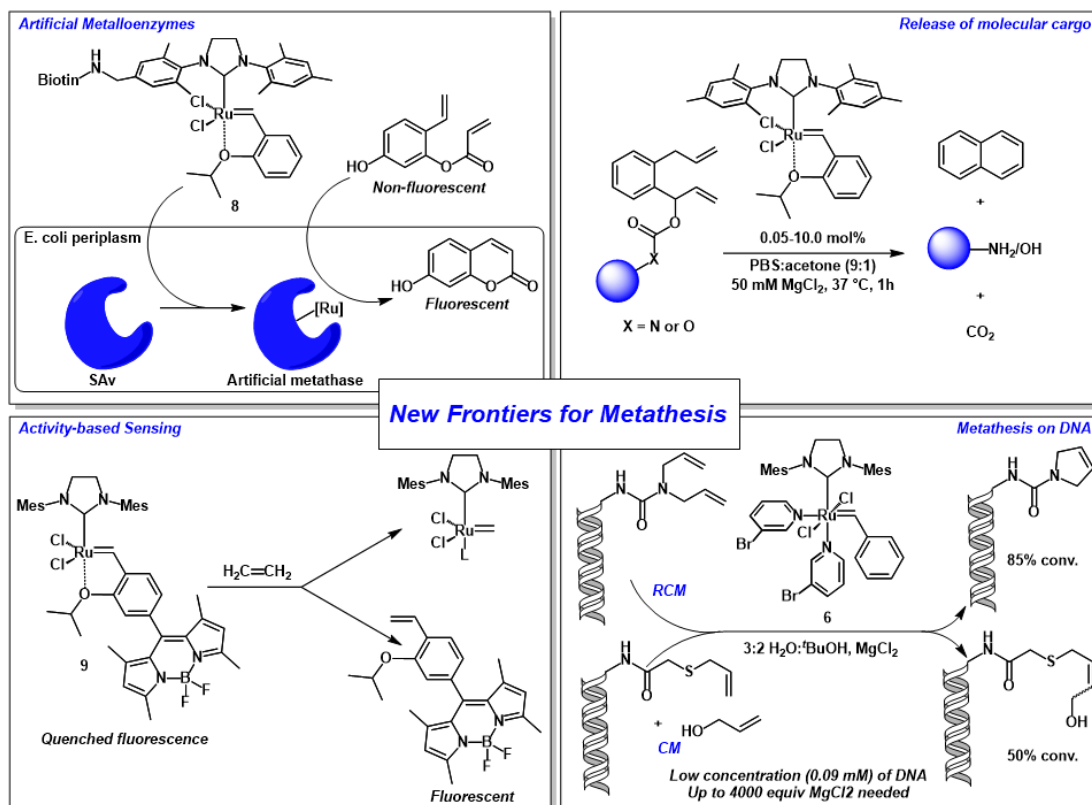 Artificial Metalloenzymes
H
N
Biotin
N
N
Cl
Ru
Cl
O
8
HO
O
O
Non-fluorescent
E. coli periplasm
[Ru]
HO
O
O
Fluorescent
SAv
Artificial metathase
Release of molecular cargo
N
N
Cl
Ru
Cl
O
O
O
X
X = N or O
0.05-10.0 mol%
PBS:acetone (9:1)
50 mM MgCl2, 37 °C, 1h
+
NH2/OH
+
CO2
New Frontiers for Metathesis
Activity-based Sensing
Mes
N
N
Mes
Cl
Ru
Cl
O
9
N
B
N
F
F
Quenched fluorescence
H2C=CH2
Mes
N
N
Mes
Cl
Ru
Cl
L
O
N
B
N
F
F
Fluorescent
Metathesis on DNA
H
N
N
O
Mes
N
N
Mes
Cl
N
Ru
Cl
Br
N
Br
6
RCM
3:2 H2O:tBuOH, MgCl2
H
N
N
O
85% conv.
H
N
S
O
+
HO
CM
H
N
S
O
OH
50% conv.
Low concentration (0.09 mM) of DNA
Up to 4000 equiv MgCl2 needed